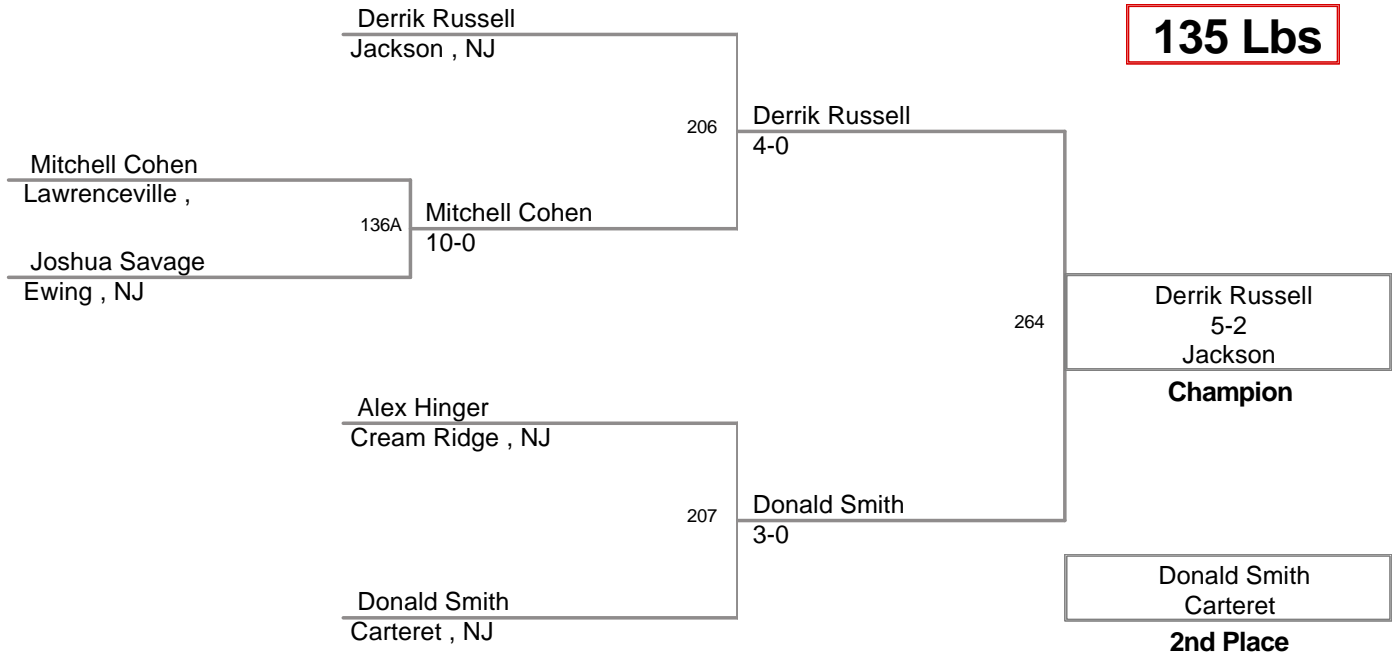 Derrik Russell
Jackson , NJ
135 Lbs
206
Derrik Russell
4-0
Mitchell Cohen
Lawrenceville ,
136A
Mitchell Cohen
10-0
Joshua Savage
Ewing , NJ
264
Derrik Russell
5-2
Jackson
Champion
Alex Hinger
Cream Ridge , NJ
207
Donald Smith
3-0
Donald Smith
Carteret , NJ
Donald Smith
Carteret
2nd Place